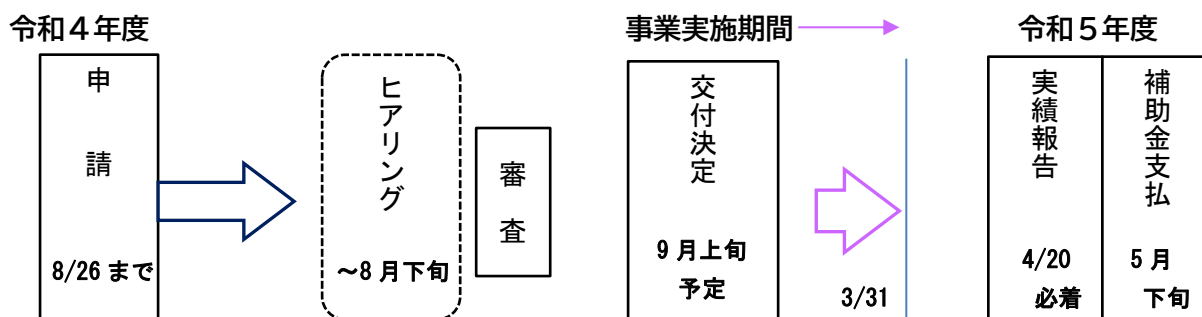 令和４年度
申請
8/26 まで
ヒアリング
～8 月下旬
審査
事業実施期間
交付決定
9 月上旬
予定
3/31
令和５年度
実績報告
4/20
必着
補助金支払
5 月
下旬